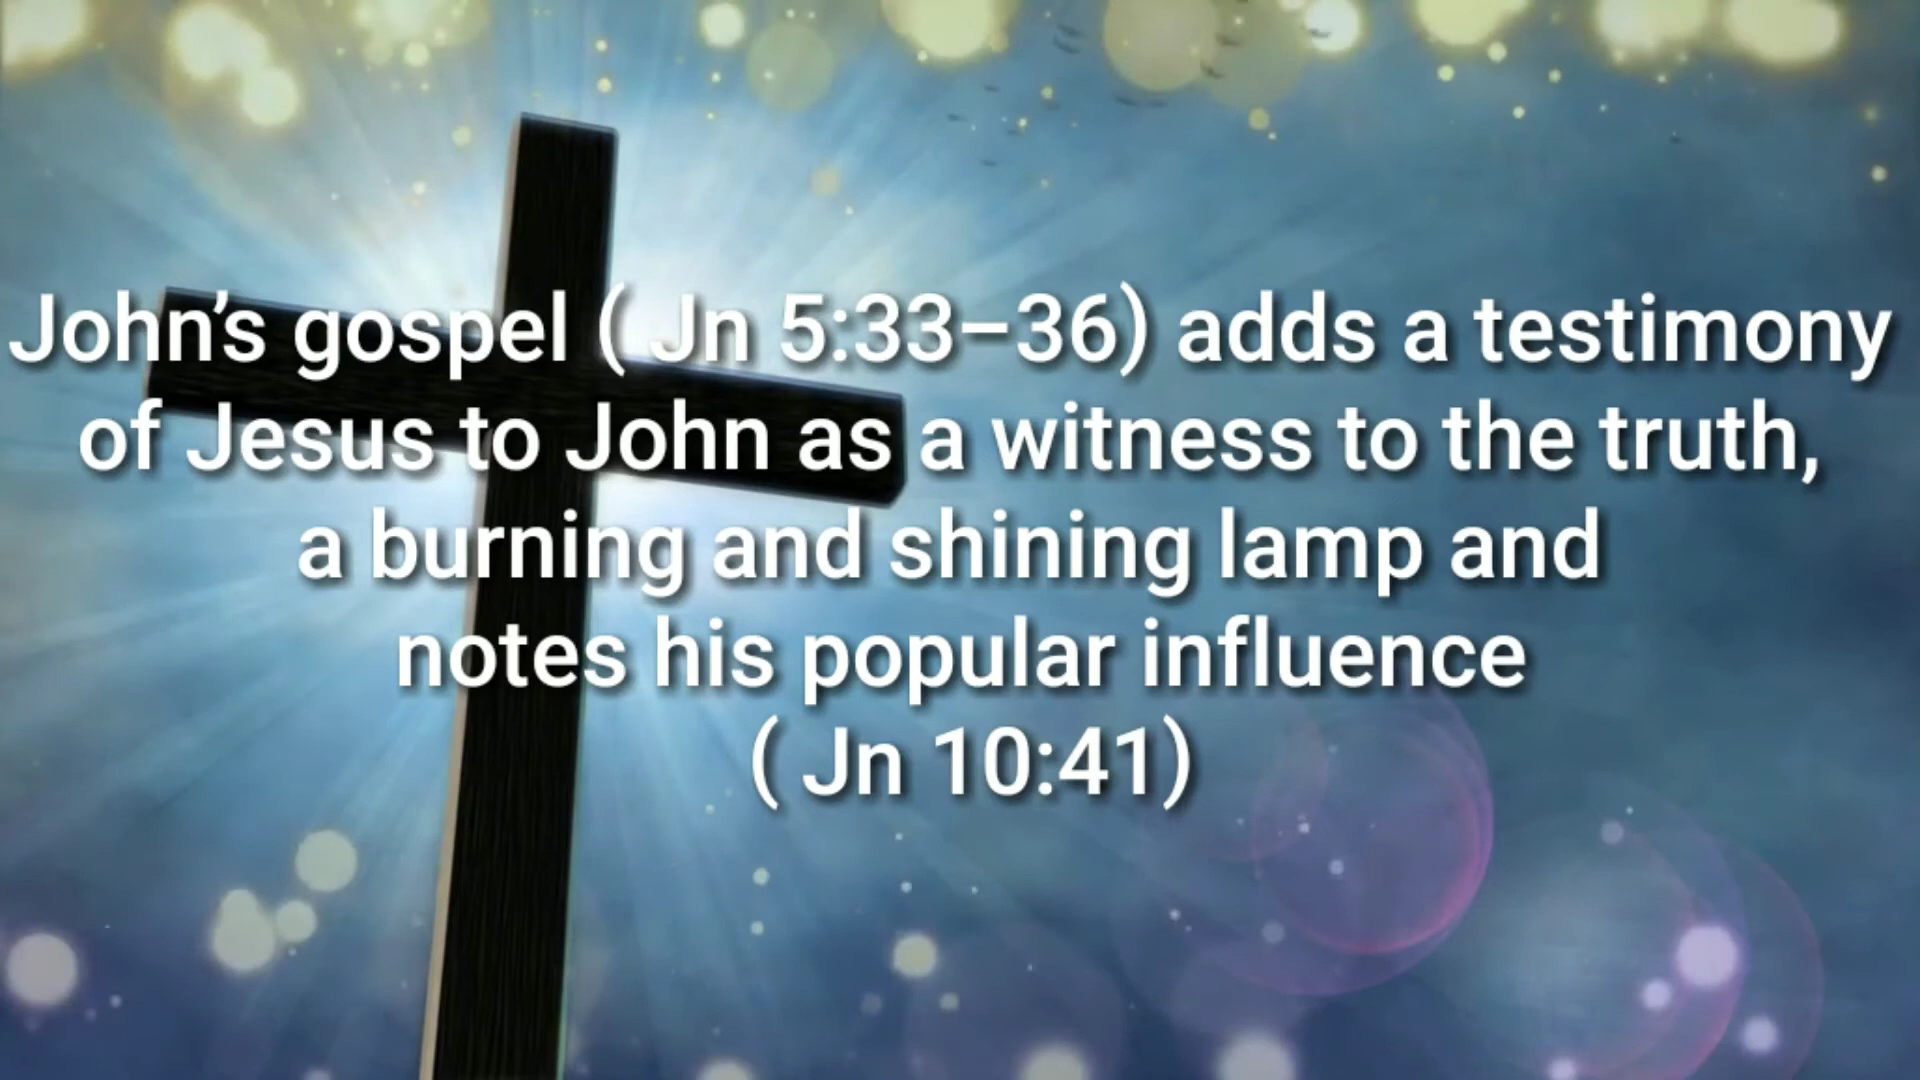 John’s gospel ( Jn 5:33–36) adds a testimony
of Jesus to John as a witness to the truth,
a burning and shining lamp and
notes his popular influence
( Jn 10:41)